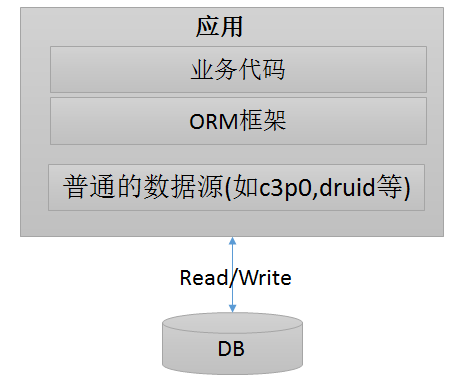 应用
业务代码
ORM框架
普通的数据源(如c3p0,druid等)
Read/Write
DB